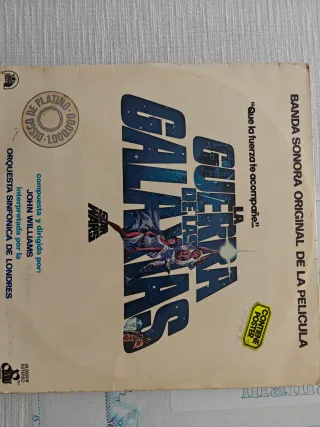 BANDA SONORA ORIGINAL DE LA PELICULA
"Que la fuerza te acompañe"...
LA
GUERRA
DE LAS
GALAXIAS
STAR
WARS
CONTIENE
POSTER
DISCO DE PLATINO
1.000.000
compuesta y dirigida por:
JOHN WILLIAMS
interpretada por la
ORQUESTA SINFONICA DE LONDRES